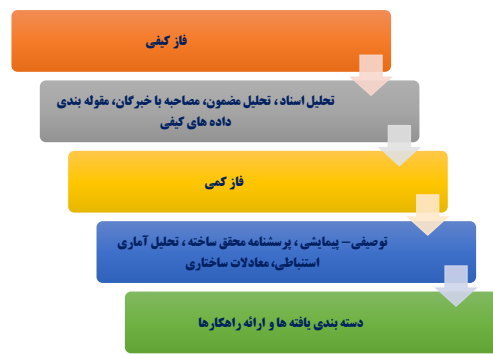 فاز کیفی
تحلیل اسناد ، تحلیل مضمون، مصاحبه با خبرگان، مقوله بندی
داده های کیفی
فاز کمی
توصیفی- پیمایشی ، پرسشنامه محقق ساخته ، تحلیل آماری
استنباطی، معادلات ساختاری
دسته بندی یافته ها و ارائه راهکارها